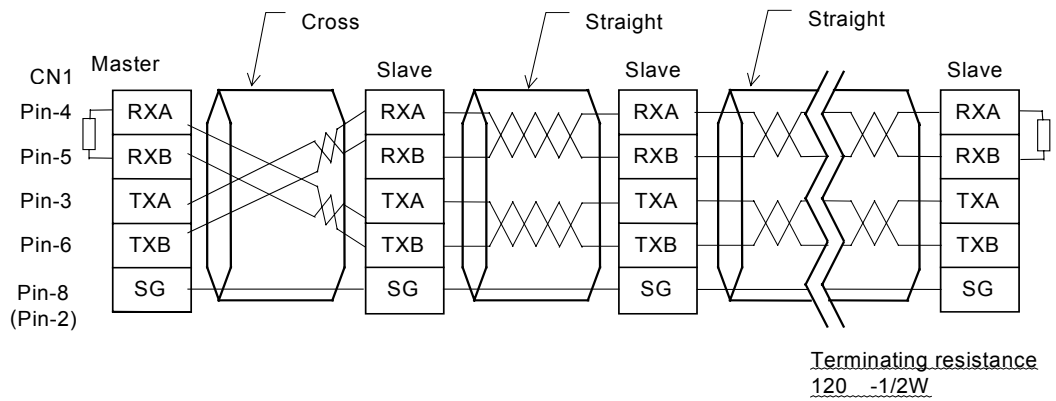 Cross
Straight
Straight
CN1
Master
Slave
Slave
Slave
Pin-4
RXA
RXA
RXA
RXA
Pin-5
RXB
RXB
RXB
RXB
Pin-3
TXA
TXA
TXA
TXA
Pin-6
TXB
TXB
TXB
TXB
Pin-8
SG
SG
SG
SG
(Pin-2)
Terminating resistance
120 -1/2W